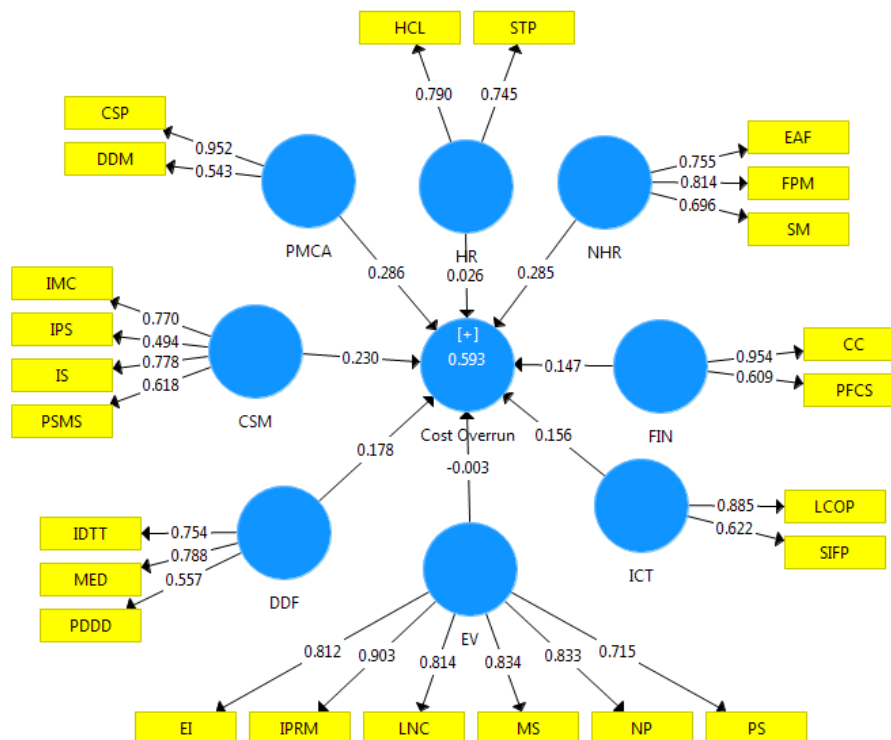 HCL
STP
0.790
0.745
CSP
DDM
0.952
0.543
EAF
FPM
SM
0.755
0.814
0.696
PMCA
HR
NHR
0.286
0.026
0.285
IMC
IPS
IS
PSMS
0.770
0.494
0.778
0.618
CSM
0.230
[+]
0.593
Cost Overrun
0.147
FIN
0.954
0.609
CC
PFCS
0.178
-0.003
0.156
IDTT
MED
PDDD
0.754
0.788
0.557
DDF
EV
ICT
0.885
0.622
LCOP
SIFP
0.812
0.903
0.814
0.834
0.833
0.715
EI
IPRM
LNC
MS
NP
PS